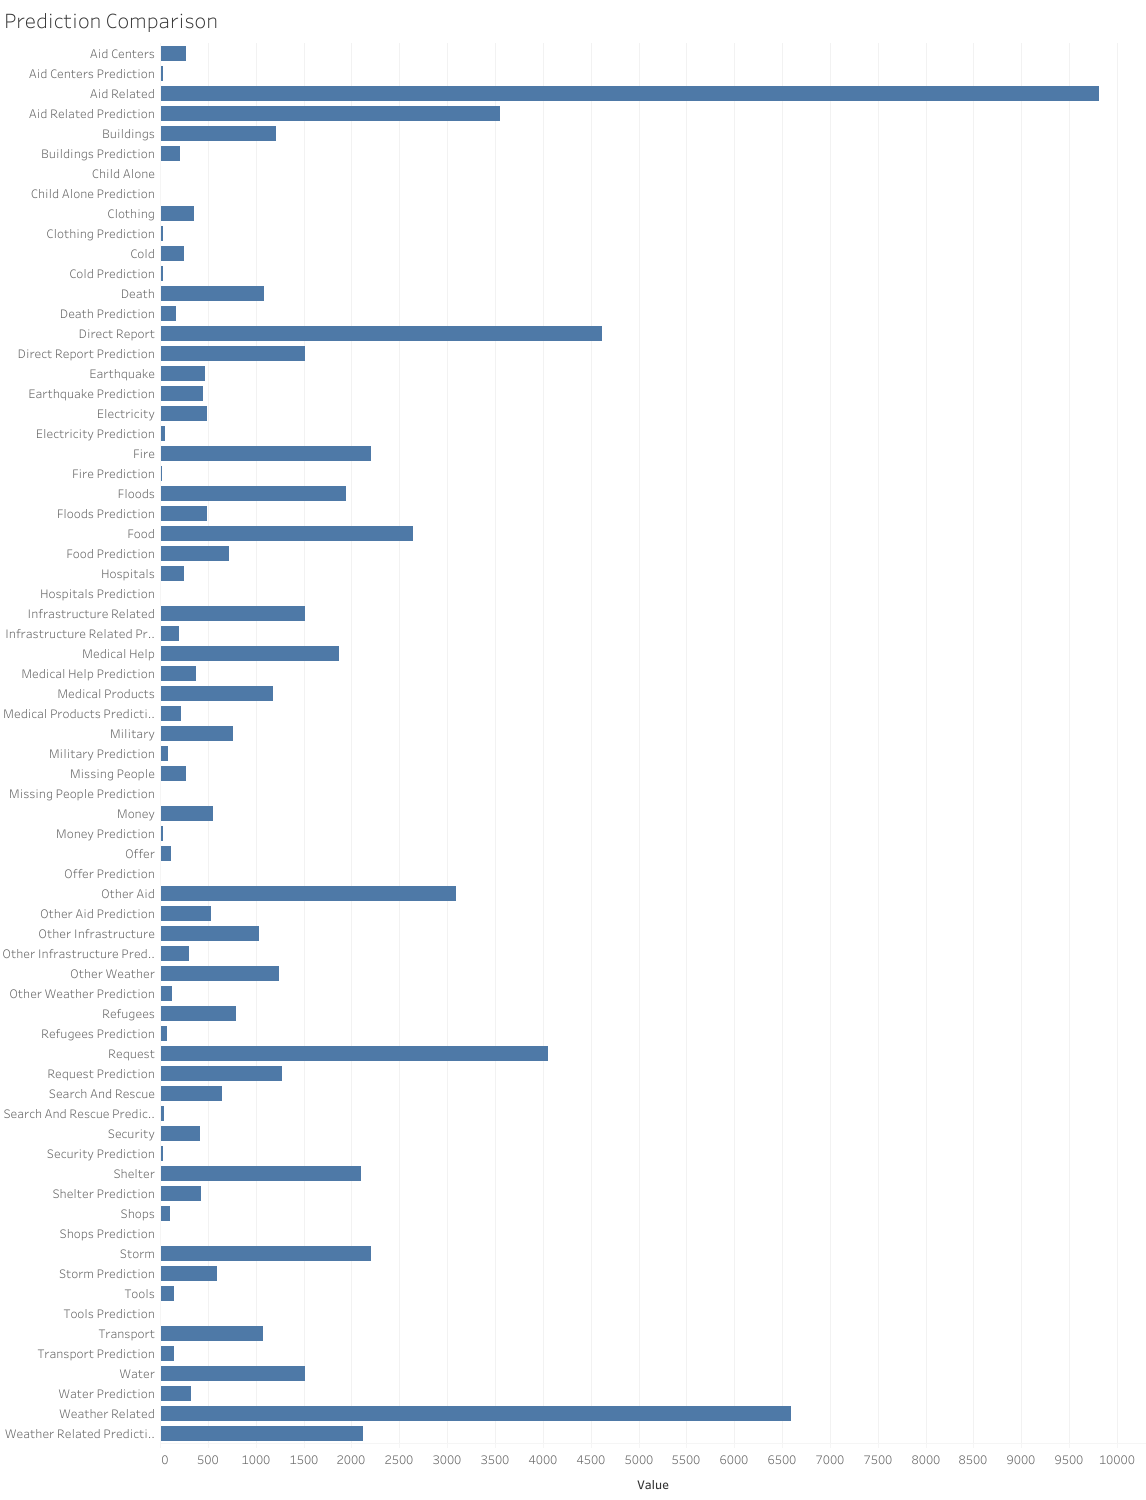 Prediction Comparison
Aid Centers
Aid Centers Prediction
Aid Related
Aid Related Prediction
Buildings
Buildings Prediction
Child Alone
Child Alone Prediction
Clothing
Clothing Prediction
Cold
Cold Prediction
Death
Death Prediction
Direct Report
Direct Report Prediction
Earthquake
Earthquake Prediction
Electricity
Electricity Prediction
Fire
Fire Prediction
Floods
Floods Prediction
Food
Food Prediction
Hospitals
Hospitals Prediction
Infrastructure Related
Infrastructure Related Pr..
Medical Help
Medical Help Prediction
Medical Products
Medical Products Predicti..
Military
Military Prediction
Missing People
Missing People Prediction
Money
Money Prediction
Offer
Offer Prediction
Other Aid
Other Aid Prediction
Other Infrastructure
Other Infrastructure Pred..
Other Weather
Other Weather Prediction
Refugees
Refugees Prediction
Request
Request Prediction
Search And Rescue
Search And Rescue Predic..
Security
Security Prediction
Shelter
Shelter Prediction
Shops
Shops Prediction
Storm
Storm Prediction
Tools
Tools Prediction
Transport
Transport Prediction
Water
Water Prediction
Weather Related
Weather Related Predicti..
0 500 1000 1500 2000 2500 3000 3500 4000 4500 5000 5500 6000 6500 7000 7500 8000 8500 9000 9500 10000
Value